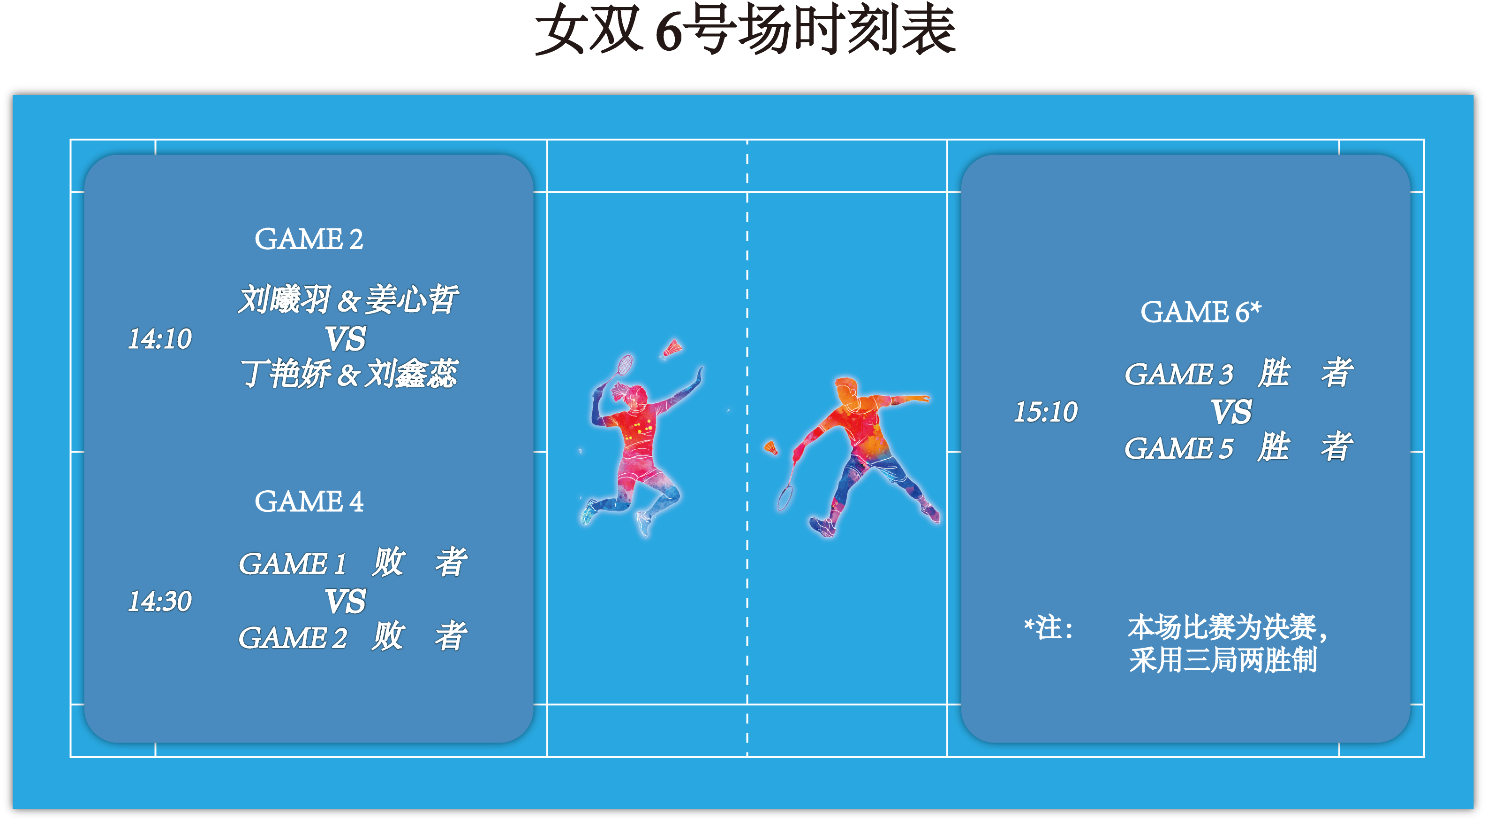 女双 6号场时刻表
GAME 2
14:10
刘曦羽 & 姜心哲
VS
丁艳娇 & 刘鑫蕊
GAME 4
14:30
GAME 1 败 者
VS
GAME 2 败 者
GAME 6*
15:10
GAME 3 胜 者
VS
GAME 5 胜 者
*注： 本场比赛为决赛，
采用三局两胜制